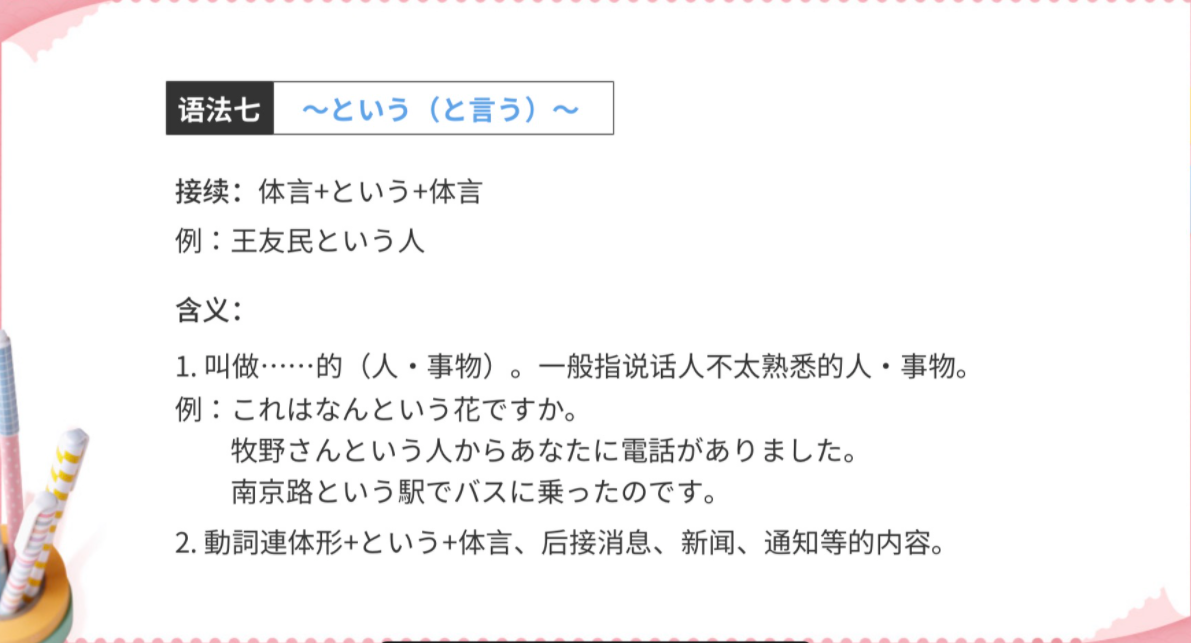 语法七 ～という（と言う）～
接续：体言+という+体言
例：王友民という人
含义：
1. 叫做……的（人・事物）。一般指说话人不太熟悉的人・事物。
例：これはなんという花ですか。
牧野さんという人からあなたに電話がありました。
南京路という駅でバスに乗ったのです。
2. 動詞連体形+という+体言、后接消息、新闻、通知等的内容。